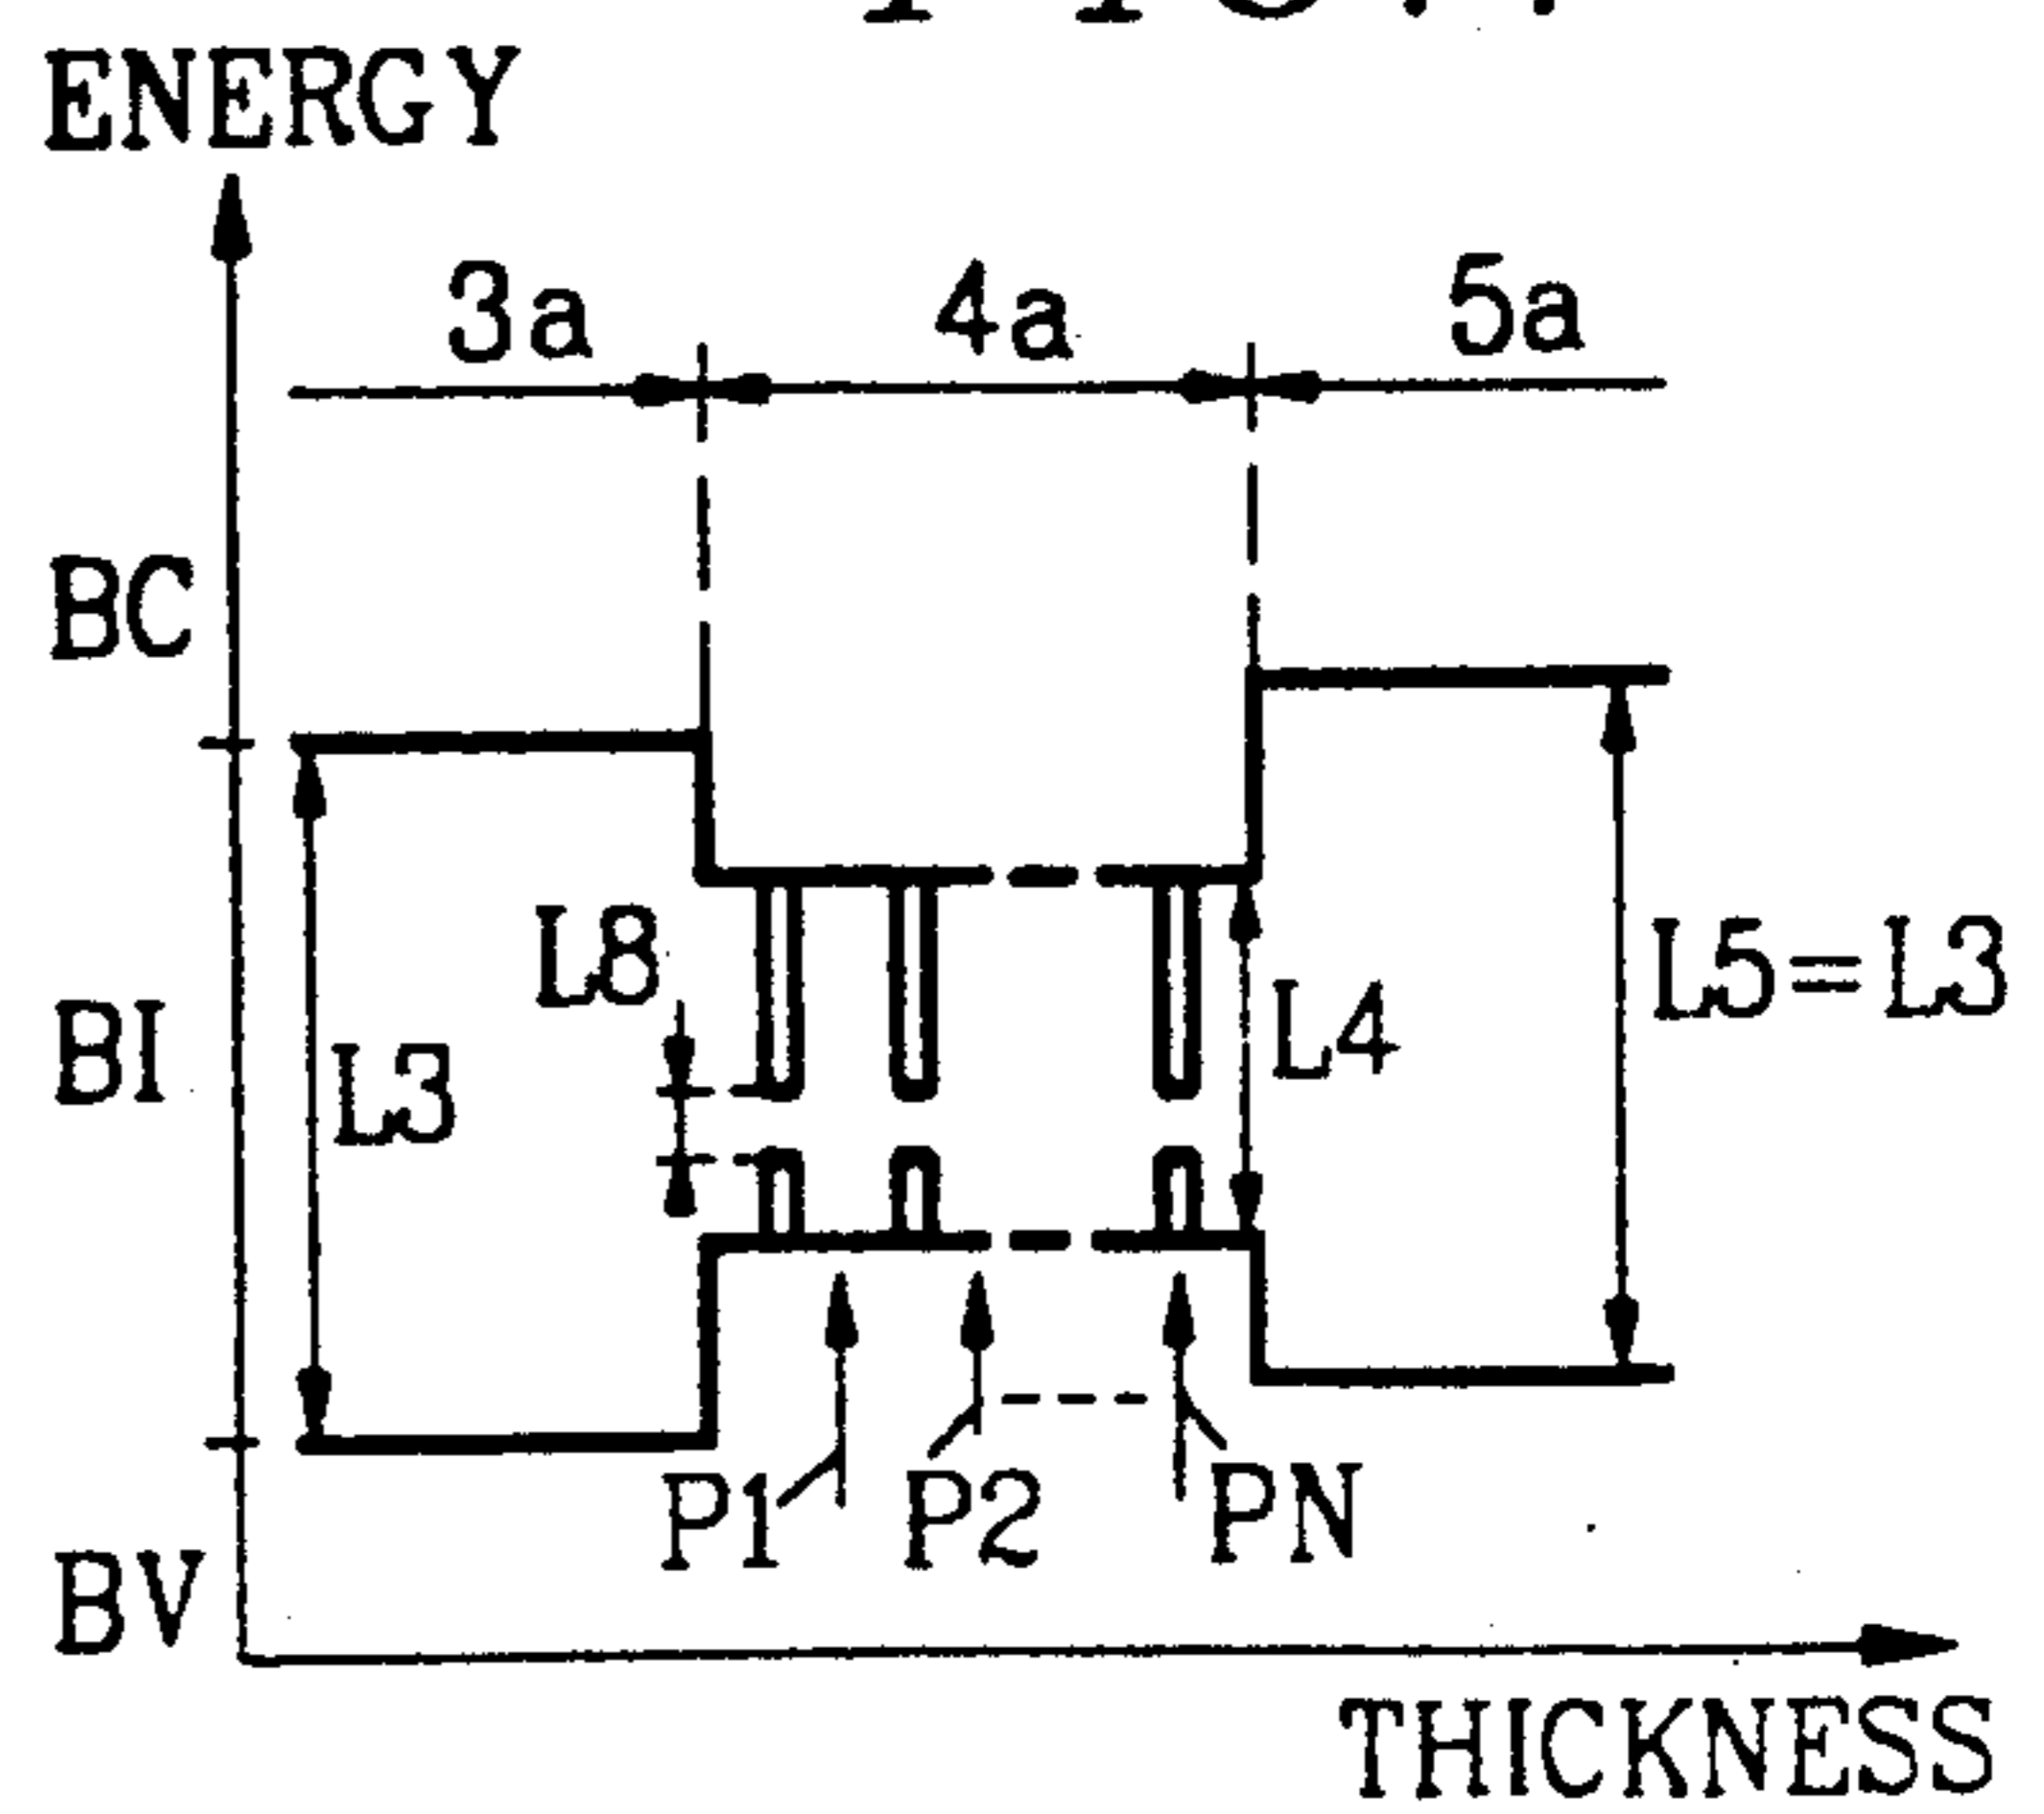 ENERGY
3a 4a 5a
BC
L8
L5=L3
L4
BI
L3
P1 P2 PN
BV
THICKNESS